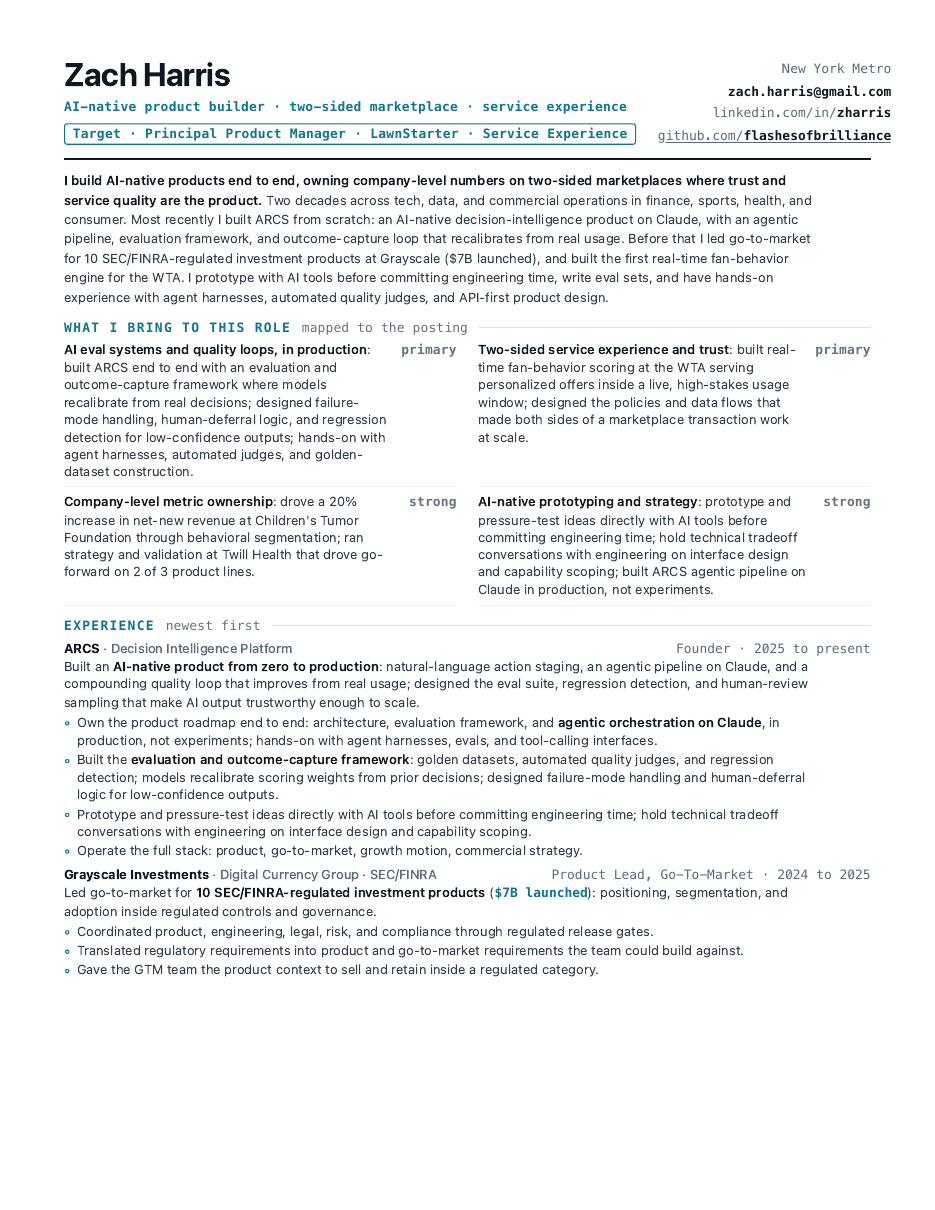 Zach Harris
AI-native product builder · two-sided marketplace · service experience
Target · Principal Product Manager · LawnStarter · Service Experience
New York Metro
zach.harris@gmail.com
linkedin.com/in/zharris
github.com/flashesofbrilliance
I build AI-native products end to end, owning company-level numbers on two-sided marketplaces where trust and
service quality are the product. Two decades across tech, data, and commercial operations in finance, sports, health, and
consumer. Most recently I built ARCS from scratch: an AI-native decision-intelligence product on Claude, with an agentic
pipeline, evaluation framework, and outcome-capture loop that recalibrates from real usage. Before that I led go-to-market
for 10 SEC/FINRA-regulated investment products at Grayscale ($7B launched), and built the first real-time fan-behavior
engine for the WTA. I prototype with AI tools before committing engineering time, write eval sets, and have hands-on
experience with agent harnesses, automated quality judges, and API-first product design.
WHAT I BRING TO THIS ROLE mapped to the posting
AI eval systems and quality loops, in production: primary
built ARCS end to end with an evaluation and
outcome-capture framework where models
recalibrate from real decisions; designed failure-
mode handling, human-deferral logic, and regression
detection for low-confidence outputs; hands-on with
agent harnesses, automated judges, and golden-
dataset construction.
Two-sided service experience and trust: built real- primary
time fan-behavior scoring at the WTA serving
personalized offers inside a live, high-stakes usage
window; designed the policies and data flows that
made both sides of a marketplace transaction work
at scale.
Company-level metric ownership: drove a 20% strong
increase in net-new revenue at Children's Tumor
Foundation through behavioral segmentation; ran
strategy and validation at Twill Health that drove go-
forward on 2 of 3 product lines.
AI-native prototyping and strategy: prototype and strong
pressure-test ideas directly with AI tools before
committing engineering time; hold technical tradeoff
conversations with engineering on interface design
and capability scoping; built ARCS agentic pipeline on
Claude in production, not experiments.
EXPERIENCE newest first
ARCS · Decision Intelligence Platform Founder · 2025 to present
Built an AI-native product from zero to production: natural-language action staging, an agentic pipeline on Claude, and a
compounding quality loop that improves from real usage; designed the eval suite, regression detection, and human-review
sampling that make AI output trustworthy enough to scale.
Own the product roadmap end to end: architecture, evaluation framework, and agentic orchestration on Claude, in
production, not experiments; hands-on with agent harnesses, evals, and tool-calling interfaces.
Built the evaluation and outcome-capture framework: golden datasets, automated quality judges, and regression
detection; models recalibrate scoring weights from prior decisions; designed failure-mode handling and human-deferral
logic for low-confidence outputs.
Prototype and pressure-test ideas directly with AI tools before committing engineering time; hold technical tradeoff
conversations with engineering on interface design and capability scoping.
Operate the full stack: product, go-to-market, growth motion, commercial strategy.
Grayscale Investments · Digital Currency Group · SEC/FINRA Product Lead, Go-To-Market · 2024 to 2025
Led go-to-market for 10 SEC/FINRA-regulated investment products ($7B launched): positioning, segmentation, and
adoption inside regulated controls and governance.
Coordinated product, engineering, legal, risk, and compliance through regulated release gates.
Translated regulatory requirements into product and go-to-market requirements the team could build against.
Gave the GTM team the product context to sell and retain inside a regulated category.